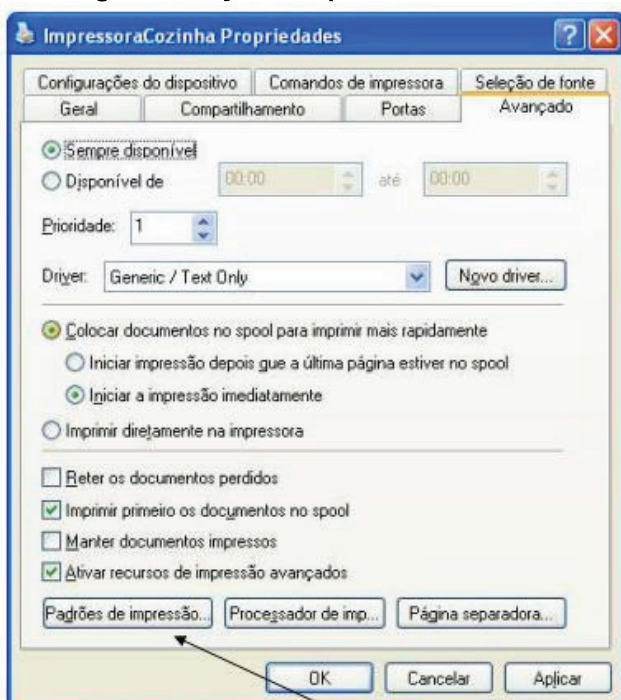 ImpressoraCozinha Propriedades
Configurações do dispositivo Comandos de impressora Seleção de fonte
Geral Compartilhamento Portas Avançado
Sempre disponível
Disponível de 00:00 até 00:00
Prioridade: 1
Driver: Generic / Text Only Novo driver...
Colocar documentos no spool para imprimir mais rapidamente
Iniciar impressão depois que a última página estiver no spool
Iniciar a impressão imediatamente
Imprimir diretamente na impressora
Reter os documentos perdidos
Imprimir primeiro os documentos no spool
Manter documentos impressos
Ativar recursos de impressão avançados
Padrões de impressão... Processador de imp... Página separadora...
OK Cancelar Aplicar